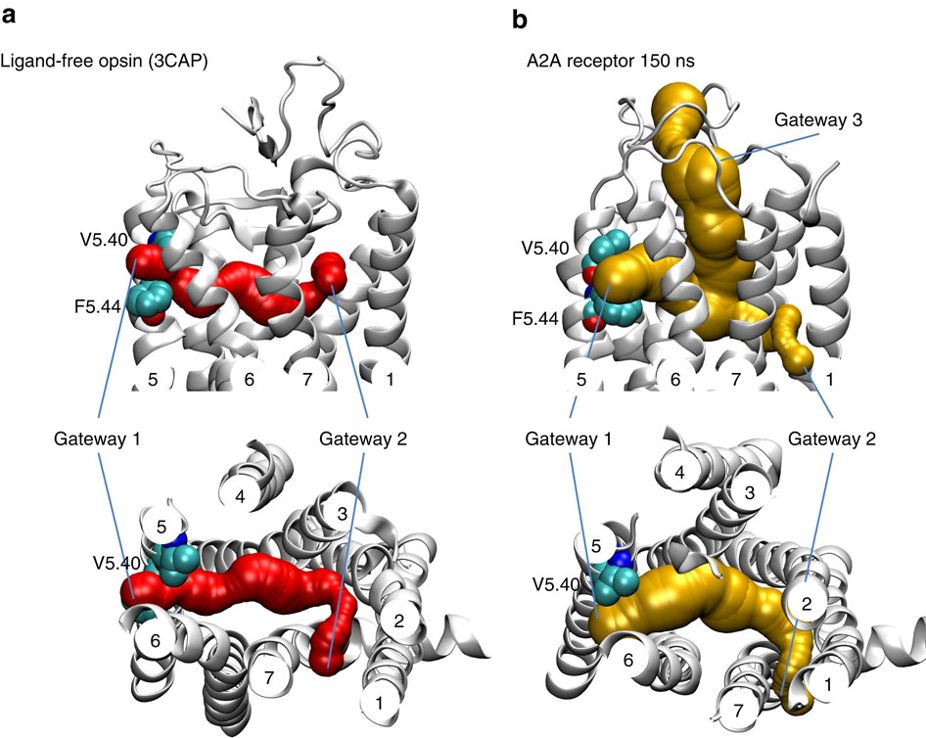 a
b
Ligand-free opsin (3CAP)
A2A receptor 150 ns
Gateway 3
V5.40
F5.44
5
6
7
1
V5.40
F5.44
5
6
7
1
Gateway 1
Gateway 2
Gateway 1
Gateway 2
4
3
5
V5.40
2
6
7
1
4
3
5
V5.40
2
6
1
7